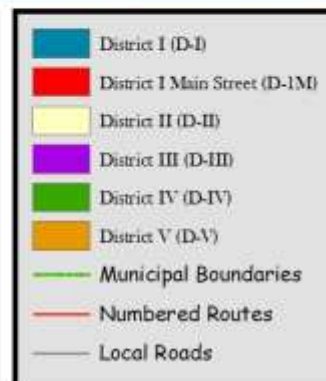 District I (D-I)
District I Main Street (D-1M)
District II (D-II)
District III (D-III)
District IV (D-IV)
District V (D-V)
Municipal Boundaries
Numbered Routes
Local Roads